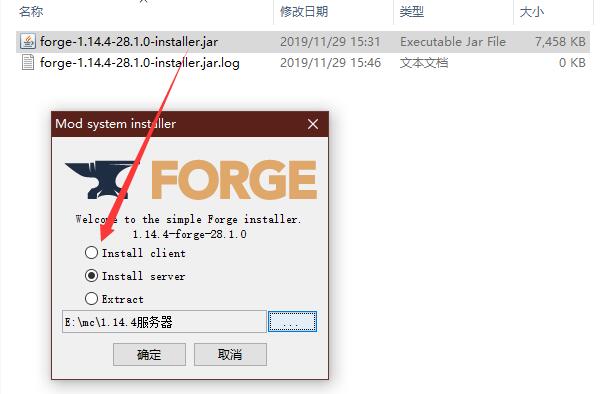 名称 修改日期 类型 大小
forge-1.14.4-28.1.0-installer.jar 2019/11/29 15:31 Executable Jar File 7,458 KB
forge-1.14.4-28.1.0-installer.jar.log 2019/11/29 15:46 文本文档 0 KB
Mod system installer
FORGE
Welcome to the simple Forge installer.
1.14.4-forge-28.1.0
Install client
Install server
Extract
E:\mc\1.14.4服务器 ...
确定 取消